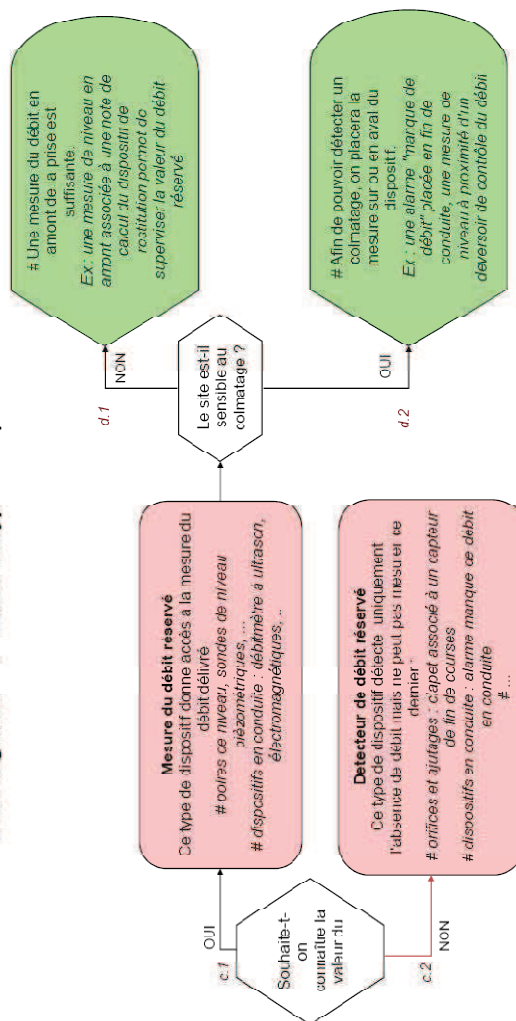 Souhaite-t-
on
connaître la
valeur du
c.1
OUI
c.2
NON
Mesure du débit reservé
Ce type de dispositif donne accès à la mesure du
débit délivré
# poires de niveau, sondes de niveau
piézométriques, ...
# dispositifs en conduite : débitmètre à ultrason,
électromagnétiques, ..
Detecteur de débit réservé
Ce type de dispositif détecte uniquement
l'absence de débit mais ne peut pas mesurer ce
dernier :
# orifices et ajutages : clapet associé à un capteur
de fin de courses
# dispositifs en conduite : alarme manque de débit
en conduite
# ...
Le site est-il
sensible au
colmatage ?
d.1
NON
d.2
OUI
# Une mesure du débit en
amont de la prise est
suffisante.
Ex : une mesure de niveau en
amont associée à une note de
calcul du dispositif de
restitution permet de
superviser la valeur du débit
réservé
# Afin de pouvoir détecter un
colmatage, on placera la
mesure sur ou en aval du
dispositif.
Ex : une alarme "manque de
débit" placée en fin de
conduite, une mesure de
niveau à proximité d'un
deversoir de contrôle du débit